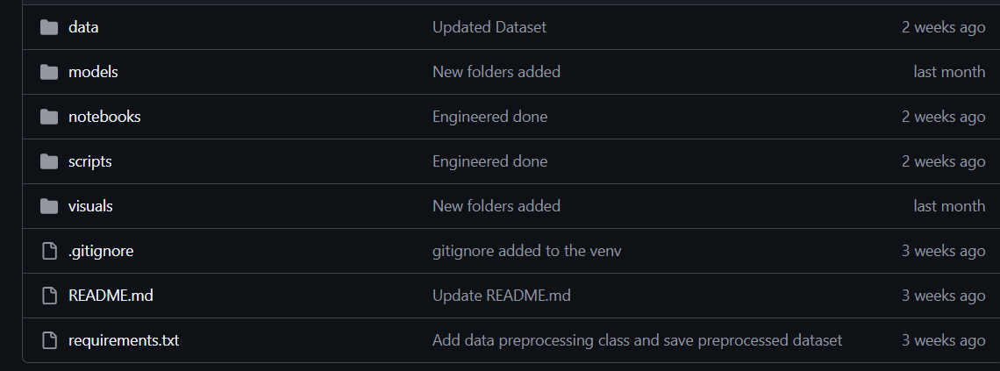 data Updated Dataset 2 weeks ago
models New folders added last month
notebooks Engineered done 2 weeks ago
scripts Engineered done 2 weeks ago
visuals New folders added last month
.gitignore gitignore added to the venv 3 weeks ago
README.md Update README.md 3 weeks ago
requirements.txt Add data preprocessing class and save preprocessed dataset 3 weeks ago